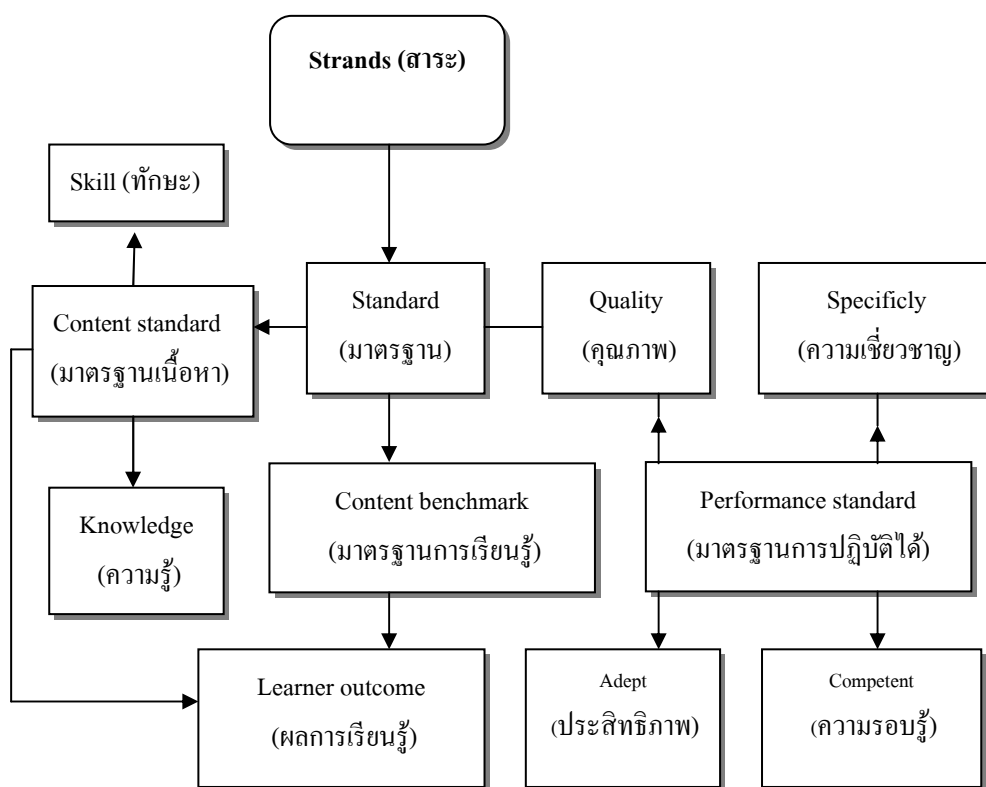 Strands (สาระ)
Skill (ทักษะ)
Content standard
(มาตรฐานเนื้อหา)
Standard
(มาตรฐาน)
Quality
(คุณภาพ)
Specificly
(ความเชี่ยวชาญ)
Knowledge
(ความรู้)
Content benchmark
(มาตรฐานการเรียนรู้)
Performance standard
(มาตรฐานการปฏิบัติได้)
Learner outcome
(ผลการเรียนรู้)
Adept
(ประสิทธิภาพ)
Competent
(ความรอบรู้)